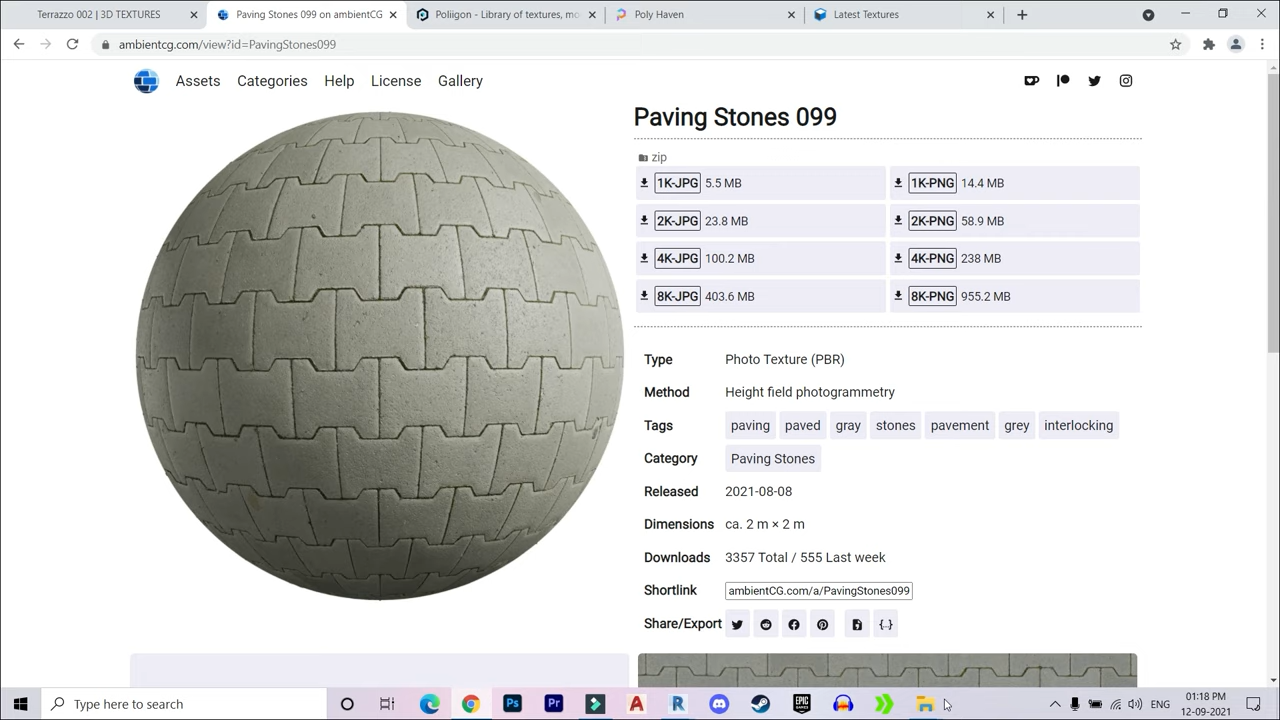 Terrazzo 002 | 3D TEXTURES
Paving Stones 099 on ambientCG
Poliigon - Library of textures, mo
Poly Haven
Latest Textures
ambientcg.com/view?id=PavingStones099
Assets Categories Help License Gallery
Paving Stones 099
zip
1K-JPG 5.5 MB 1K-PNG 14.4 MB
2K-JPG 23.8 MB 2K-PNG 58.9 MB
4K-JPG 100.2 MB 4K-PNG 238 MB
8K-JPG 403.6 MB 8K-PNG 955.2 MB
Type Photo Texture (PBR)
Method Height field photogrammetry
Tags paving paved gray stones pavement grey interlocking
Category Paving Stones
Released 2021-08-08
Dimensions ca. 2 m × 2 m
Downloads 3357 Total / 555 Last week
Shortlink ambientCG.com/a/PavingStones099
Share/Export {..}
Type here to search
Ps Pr A R EPIC GAMES
ENG
01:18 PM
12-09-2021